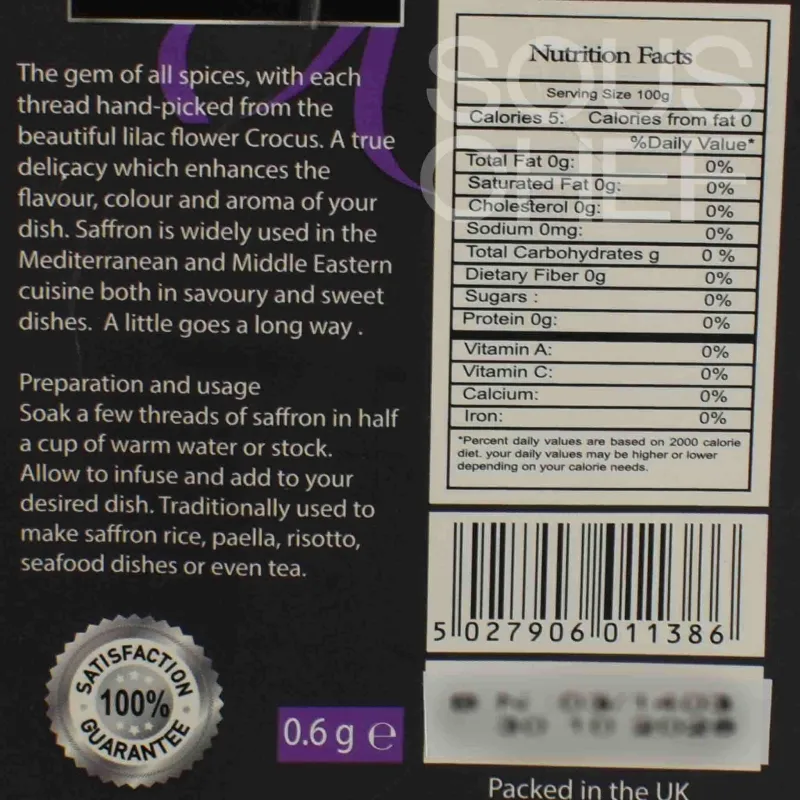 The gem of all spices, with each
thread hand-picked from the
beautiful lilac flower Crocus. A true
deliçacy which enhances the
flavour, colour and aroma of your
dish. Saffron is widely used in the
Mediterranean and Middle Eastern
cuisine both in savoury and sweet
dishes. A little goes a long way .
Preparation and usage
Soak a few threads of saffron in half
a cup of warm water or stock.
Allow to infuse and add to your
desired dish. Traditionally used to
make saffron rice, paella, risotto,
seafood dishes or even tea.
SATISFACTION
100%
GUARANTEE
0.6 g e
SOUS
CHEF
Nutrition Facts
Serving Size 100g
Calories 5: Calories from fat 0
%Daily Value*
Total Fat 0g: 0%
Saturated Fat 0g: 0%
Cholesterol 0g: 0%
Sodium 0mg: 0%
Total Carbohydrates g 0 %
Dietary Fiber 0g 0%
Sugars : 0%
Protein 0g: 0%
Vitamin A: 0%
Vitamin C: 0%
Calcium: 0%
Iron: 0%
*Percent daily values are based on 2000 calorie
diet. your daily values may be higher or lower
depending on your calorie needs.
5 027906 011386
Packed in the UK